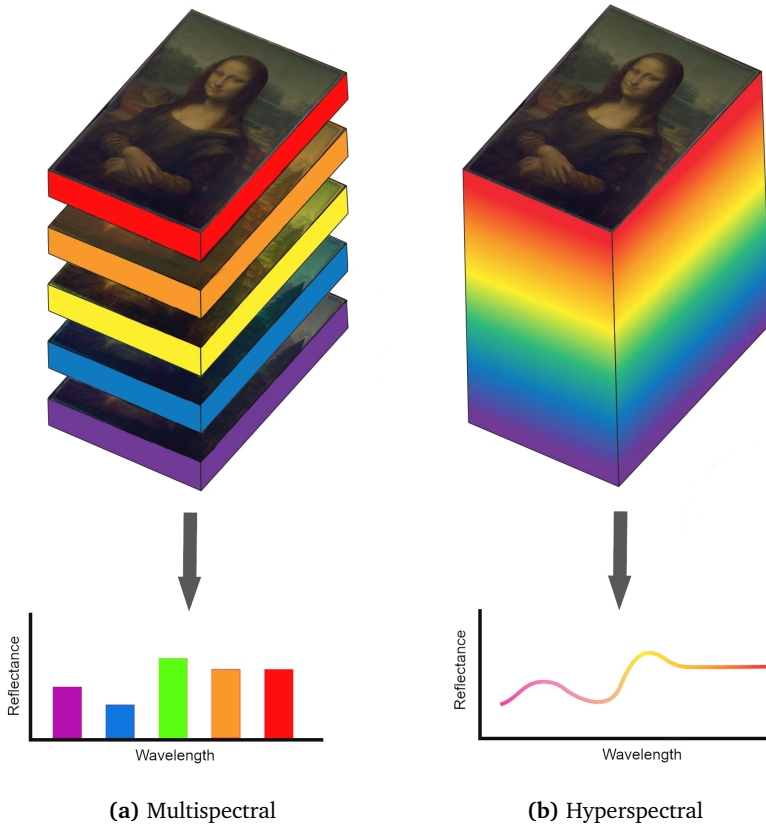 Reflectance
Wavelength
(a) Multispectral
Reflectance
Wavelength
(b) Hyperspectral